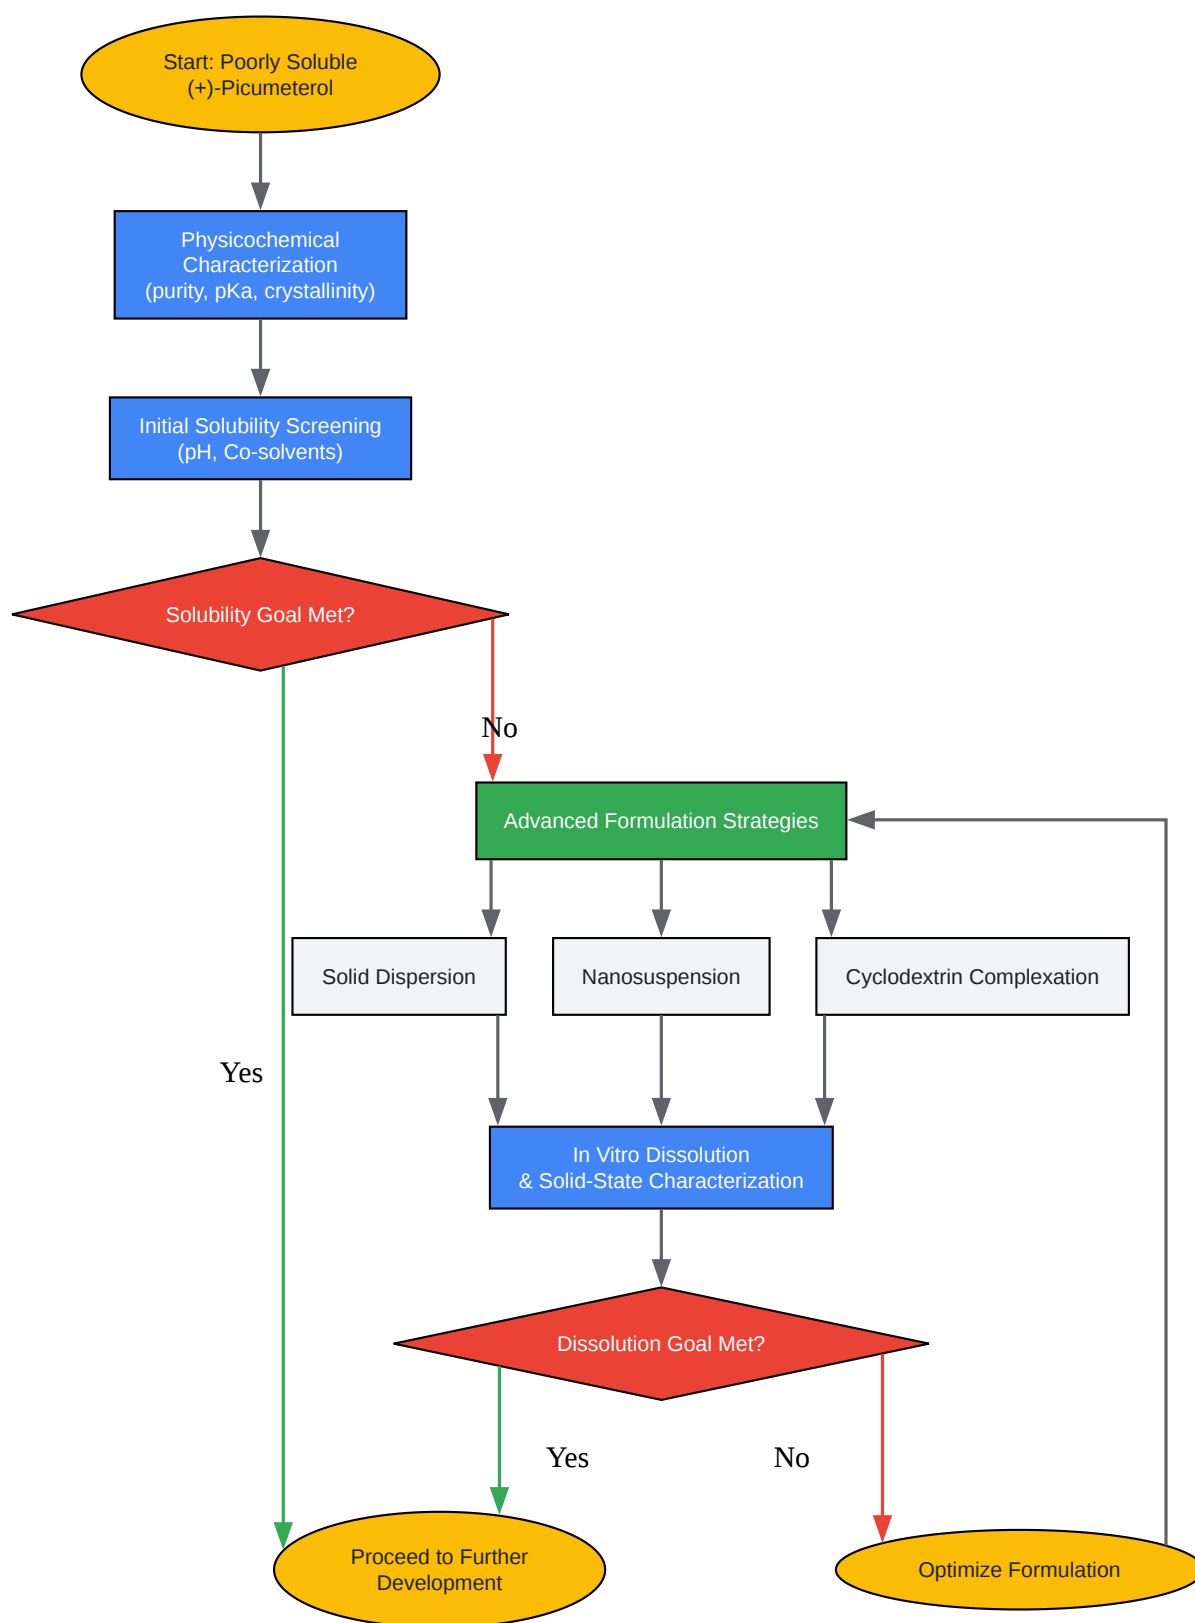 Start: Poorly Soluble
(+)-Picumeterol
Physicochemical
Characterization
(purity, pKa, crystallinity)
Initial Solubility Screening
(pH, Co-solvents)
Solubility Goal Met?
No
Advanced Formulation Strategies
Solid Dispersion
Nanosuspension
Cyclodextrin Complexation
Yes
In Vitro Dissolution
& Solid-State Characterization
Dissolution Goal Met?
Yes
No
Proceed to Further
Development
Optimize Formulation